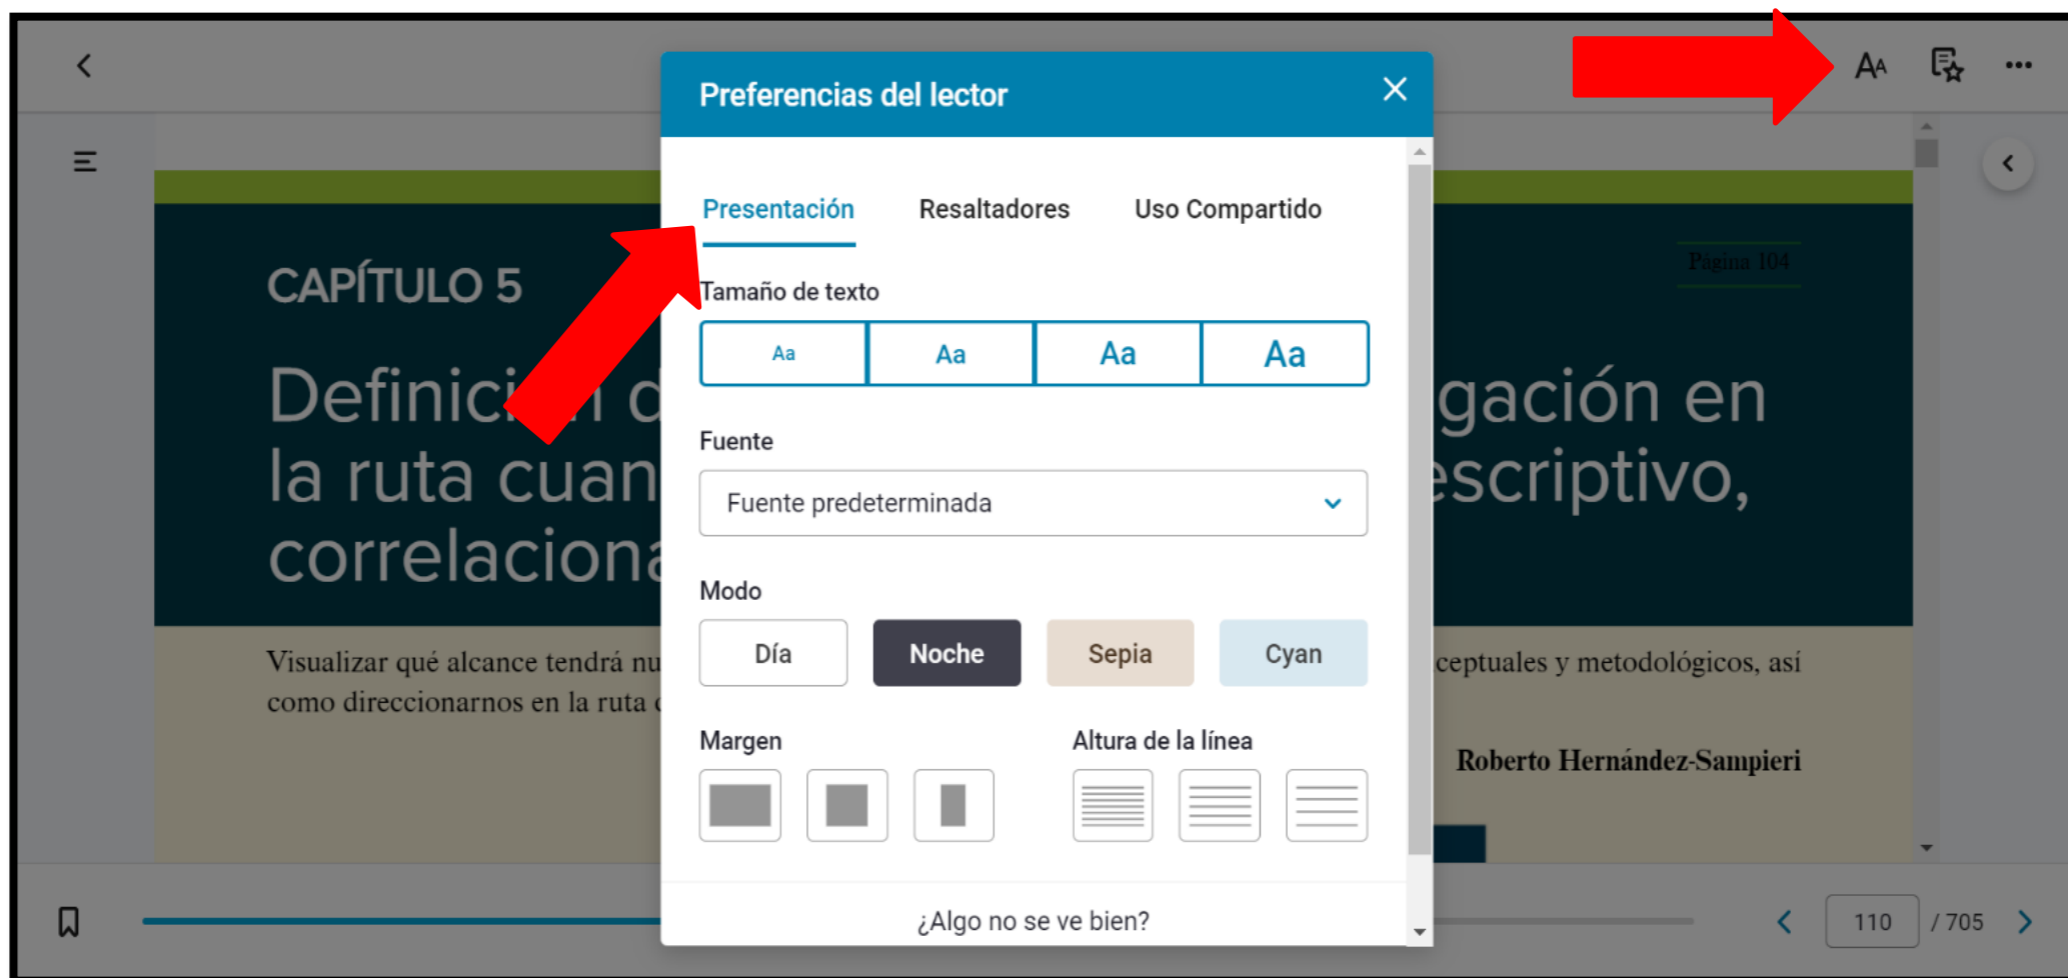 AA
Preferencias del lector
Presentación Resaltadores Uso Compartido
Tamaño de texto
Aa Aa Aa Aa
Fuente
Fuente predeterminada
Modo
Día Noche Sepia Cyan
Margen Altura de la línea
¿Algo no se ve bien?
Página 104
CAPÍTULO 5
gación en
la ruta cuan
escriptivo,
Visualizar qué alcance tendrá nu
ceptuales y metodológicos, así
como direccionarnos en la ruta
Roberto Hernández-Sampieri
110 / 705